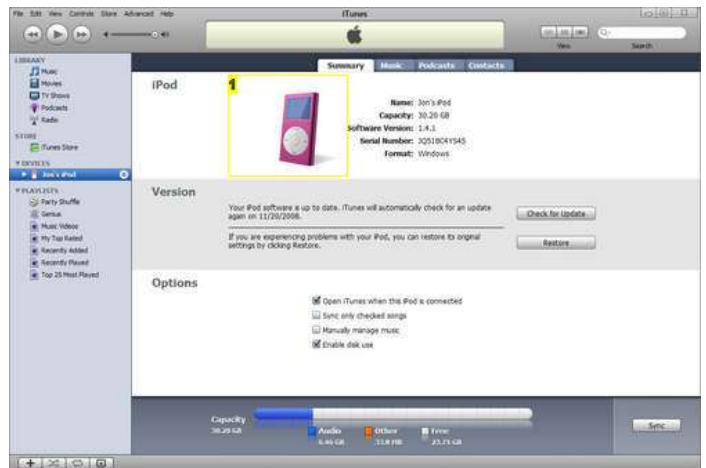 File Edit View Controls Store Advanced Help
iTunes
View
Search
LIBRARY
Music
Movies
TV Shows
Podcasts
Radio
STORE
iTunes Store
DEVICES
Jon's iPod
PLAYLISTS
Party Shuffle
Genius
Music Videos
My Top Rated
Recently Added
Recently Played
Top 25 Most Played
Summary Music Podcasts Contacts
iPod
1
Name: Jon's iPod
Capacity: 30.20 GB
Software Version: 1.4.1
Serial Number:
Format: Windows
Version
Your iPod software is up to date. iTunes will automatically check for an update
again on 11/20/2008.
Check for Update
If you are experiencing problems with your iPod, you can restore its original
settings by clicking Restore.
Restore
Options
Open iTunes when this iPod is connected
Sync only checked songs
Manually manage music
Enable disk use
Capacity
30.20 GB
Audio
6.46 GB
Other
Free
23.71 GB
Sync